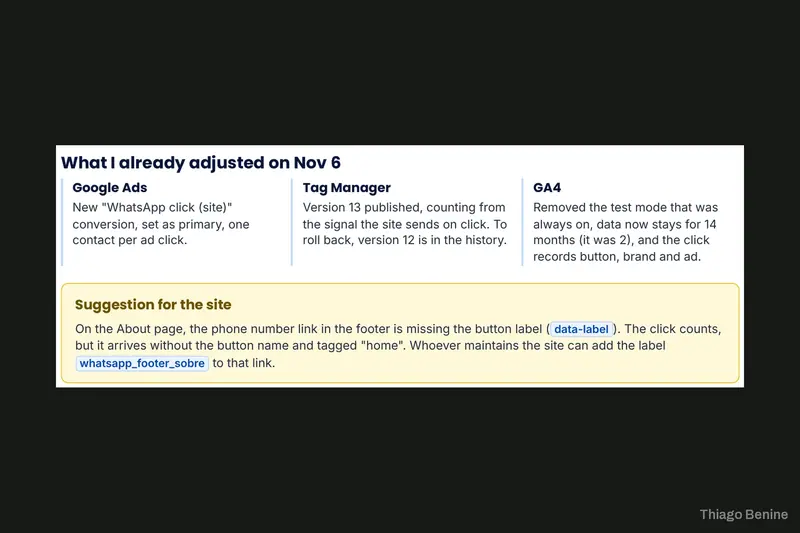 What I already adjusted on Nov 6
Google Ads
New "WhatsApp click (site)"
conversion, set as primary, one
contact per ad click.
Tag Manager
Version 13 published, counting from
the signal the site sends on click. To
roll back, version 12 is in the history.
GA4
Removed the test mode that was
always on, data now stays for 14
months (it was 2), and the click
records button, brand and ad.
Suggestion for the site
On the About page, the phone number link in the footer is missing the button label (data-label). The click counts,
but it arrives without the button name and tagged "home". Whoever maintains the site can add the label
whatsapp_footer_sobre to that link.
Thiago Benine